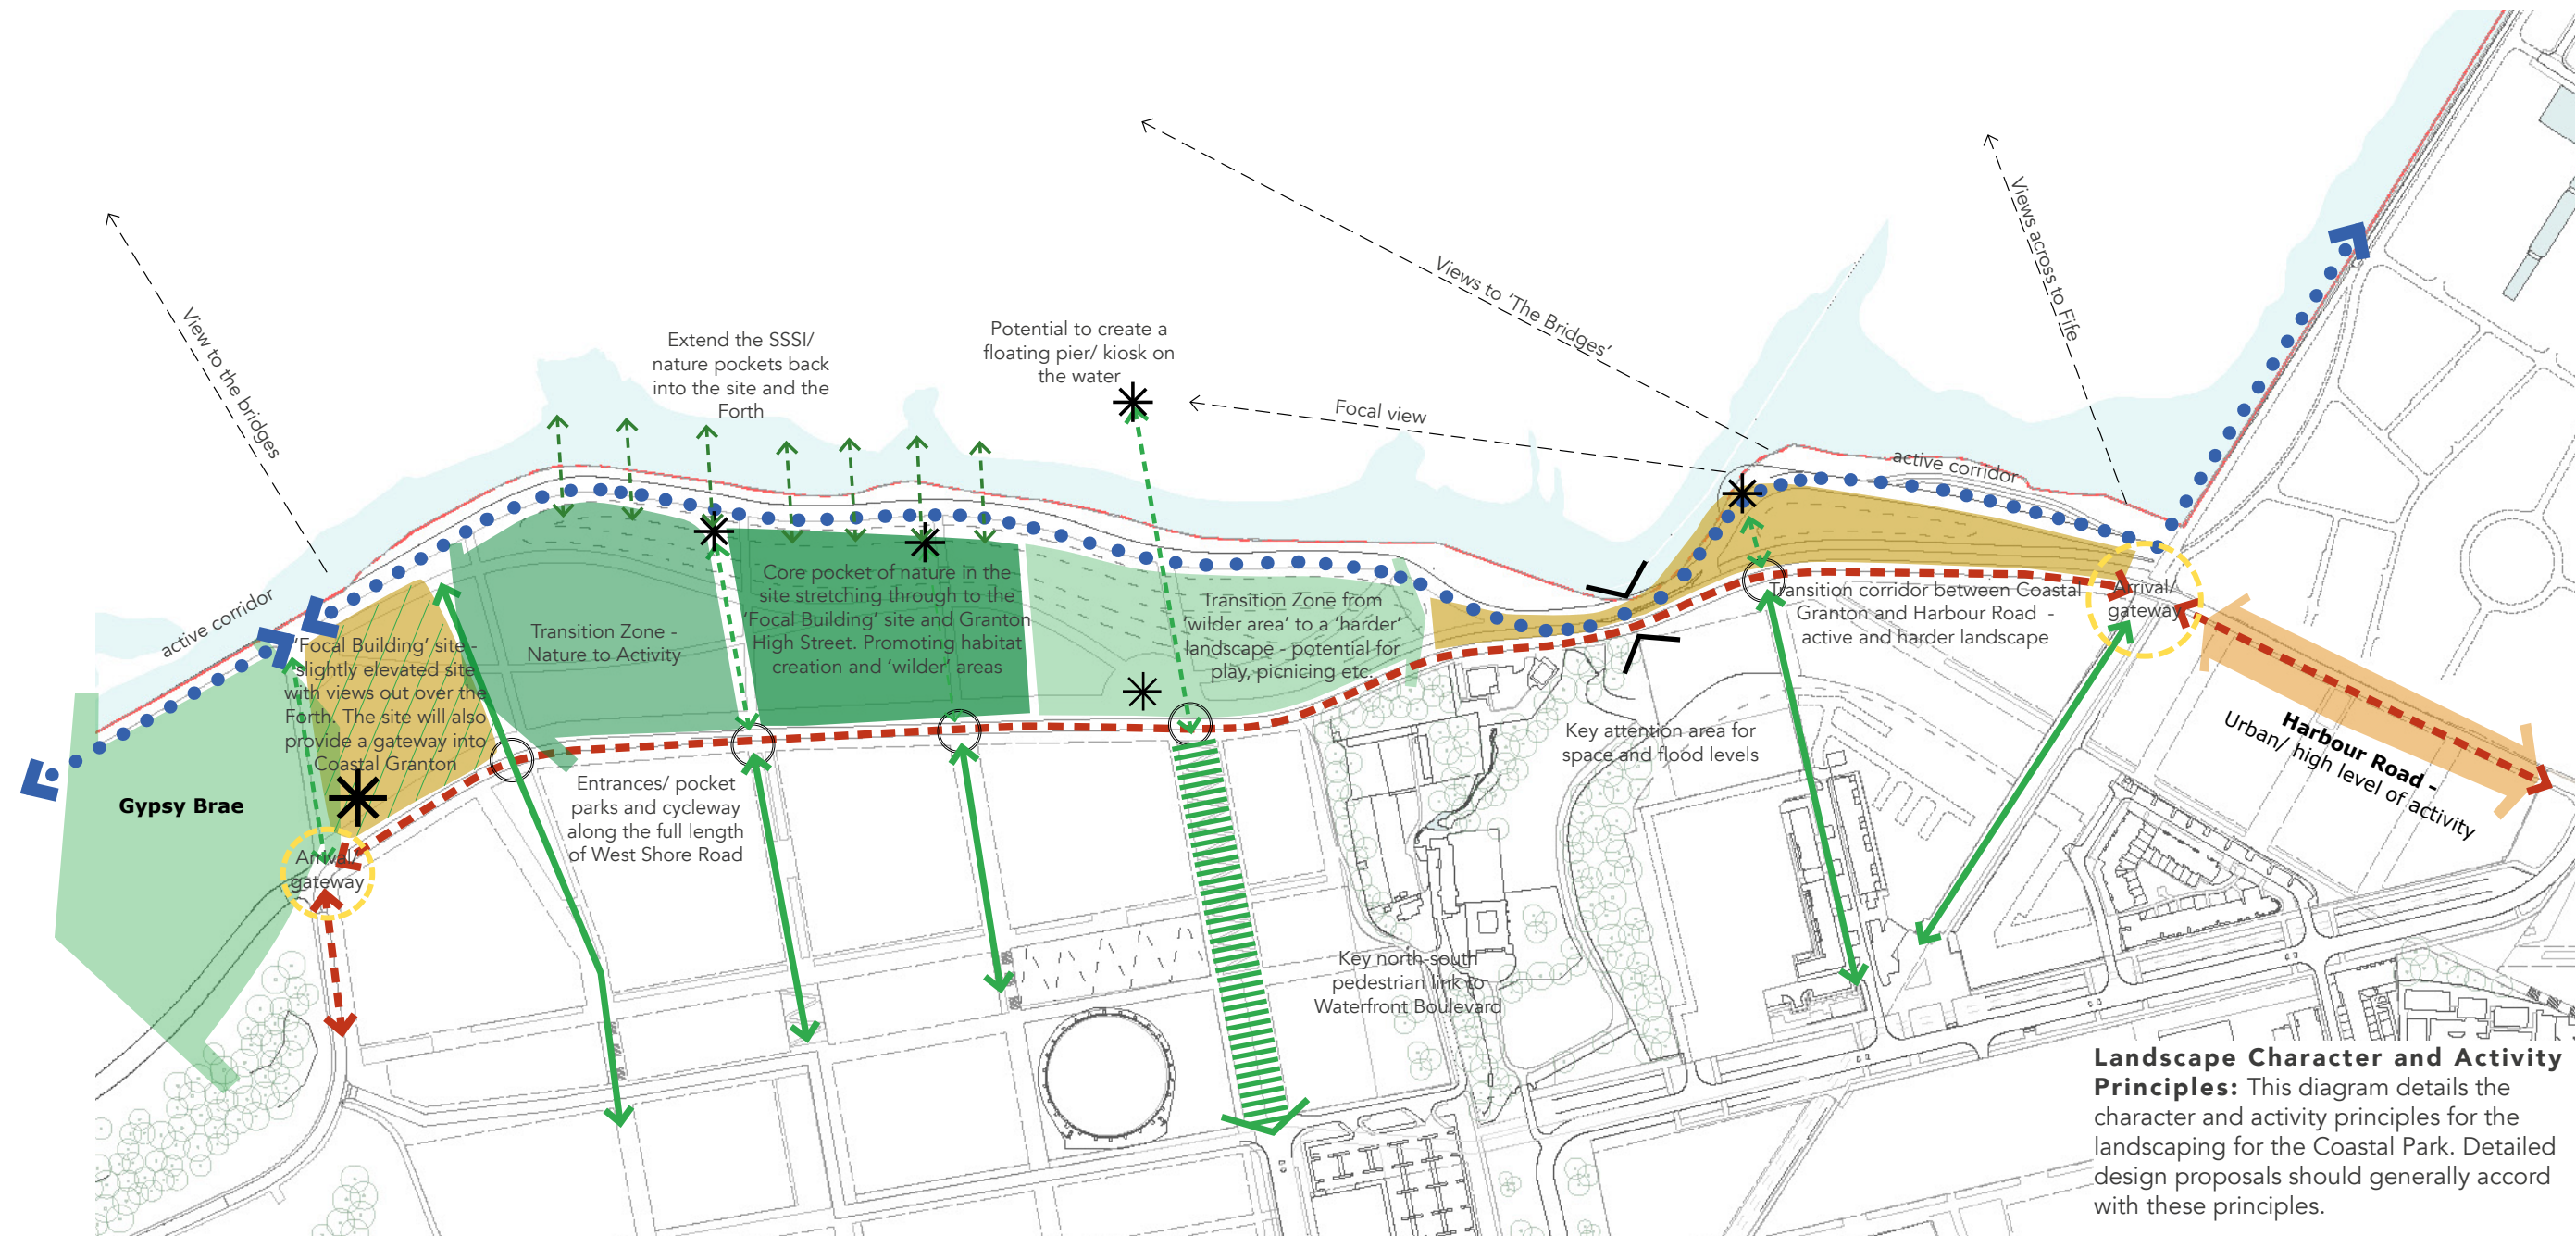 View to the bridges
Views to 'The Bridges'
Views across to Fife
Extend the SSSI/
nature pockets back
into the site and the
Forth
Potential to create a
floating pier/ kiosk on
the water
Focal view
active corridor
active corridor
'Focal Building' site -
slightly elevated site
with views out over the
Forth. The site will also
provide a gateway into
Coastal Granton
Transition Zone -
Nature to Activity
Core pocket of nature in the
site stretching through to the
'Focal Building' site and Granton
High Street. Promoting habitat
creation and 'wilder' areas
Transition Zone from
'wilder area' to a 'harder'
landscape - potential for
play, picnicing etc.
Transition corridor between Coastal
Granton and Harbour Road -
active and harder landscape
Arrival/
gateway
Gypsy Brae
Arrival/
gateway
Entrances/ pocket
parks and cycleway
along the full length
of West Shore Road
Key attention area for
space and flood levels
Harbour Road -
Urban/ high level of activity
Key north-south
pedestrian link to
Waterfront Boulevard
Landscape Character and Activity
Principles: This diagram details the
character and activity principles for the
landscaping for the Coastal Park. Detailed
design proposals should generally accord
with these principles.